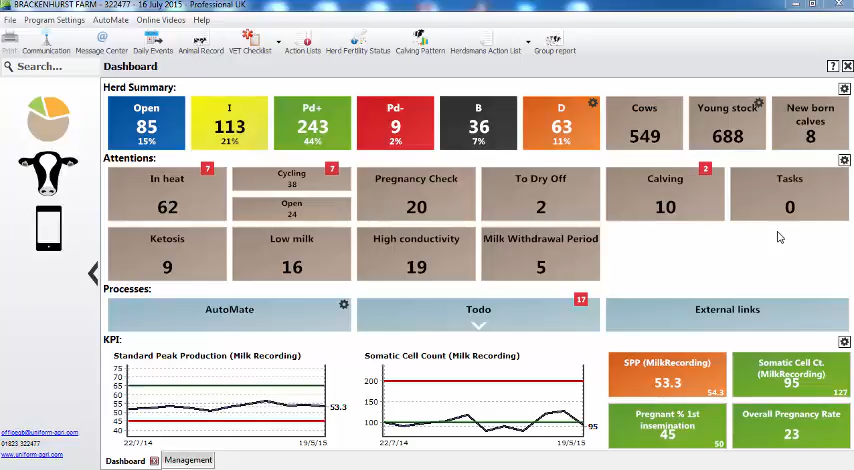 BRACKENHURST FARM - 322477 - 16 July 2015 - Professional UK
File Program Settings AutoMate Online Videos Help
Print Communication Message Center Daily Events Animal Record VET Checklist Action Lists Herd Fertility Status Calving Pattern Herdsmans Action List Group report
Search... Dashboard ?
Herd Summary:
Open I Pd+ Pd- B D Cows Young stock New born calves
85 113 243 9 36 63 549 688 8
15% 21% 44% 2% 7% 11%
Attentions:
In heat 7 Cycling 7 Pregnancy Check To Dry Off Calving 2 Tasks
38
62 Open 20 2 10 0
24
Ketosis Low milk High conductivity Milk Withdrawal Period
9 16 19 5
Processes:
AutoMate Todo 17 External links
KPI:
Standard Peak Production (Milk Recording)
75
70
65
60
55
50
45
40
53.3
22/7/14 19/5/15
Somatic Cell Count (Milk Recording)
200
100
95
22/7/14 19/5/15
SPP (MilkRecording)
53.3
54.3
Somatic Cell Ct.
(MilkRecording)
95
127
Pregnant % 1st
insemination
45
50
Overall Pregnancy Rate
23
officegb@uniform-agri.com
01823 322477
www.uniform-agri.com
Dashboard Management